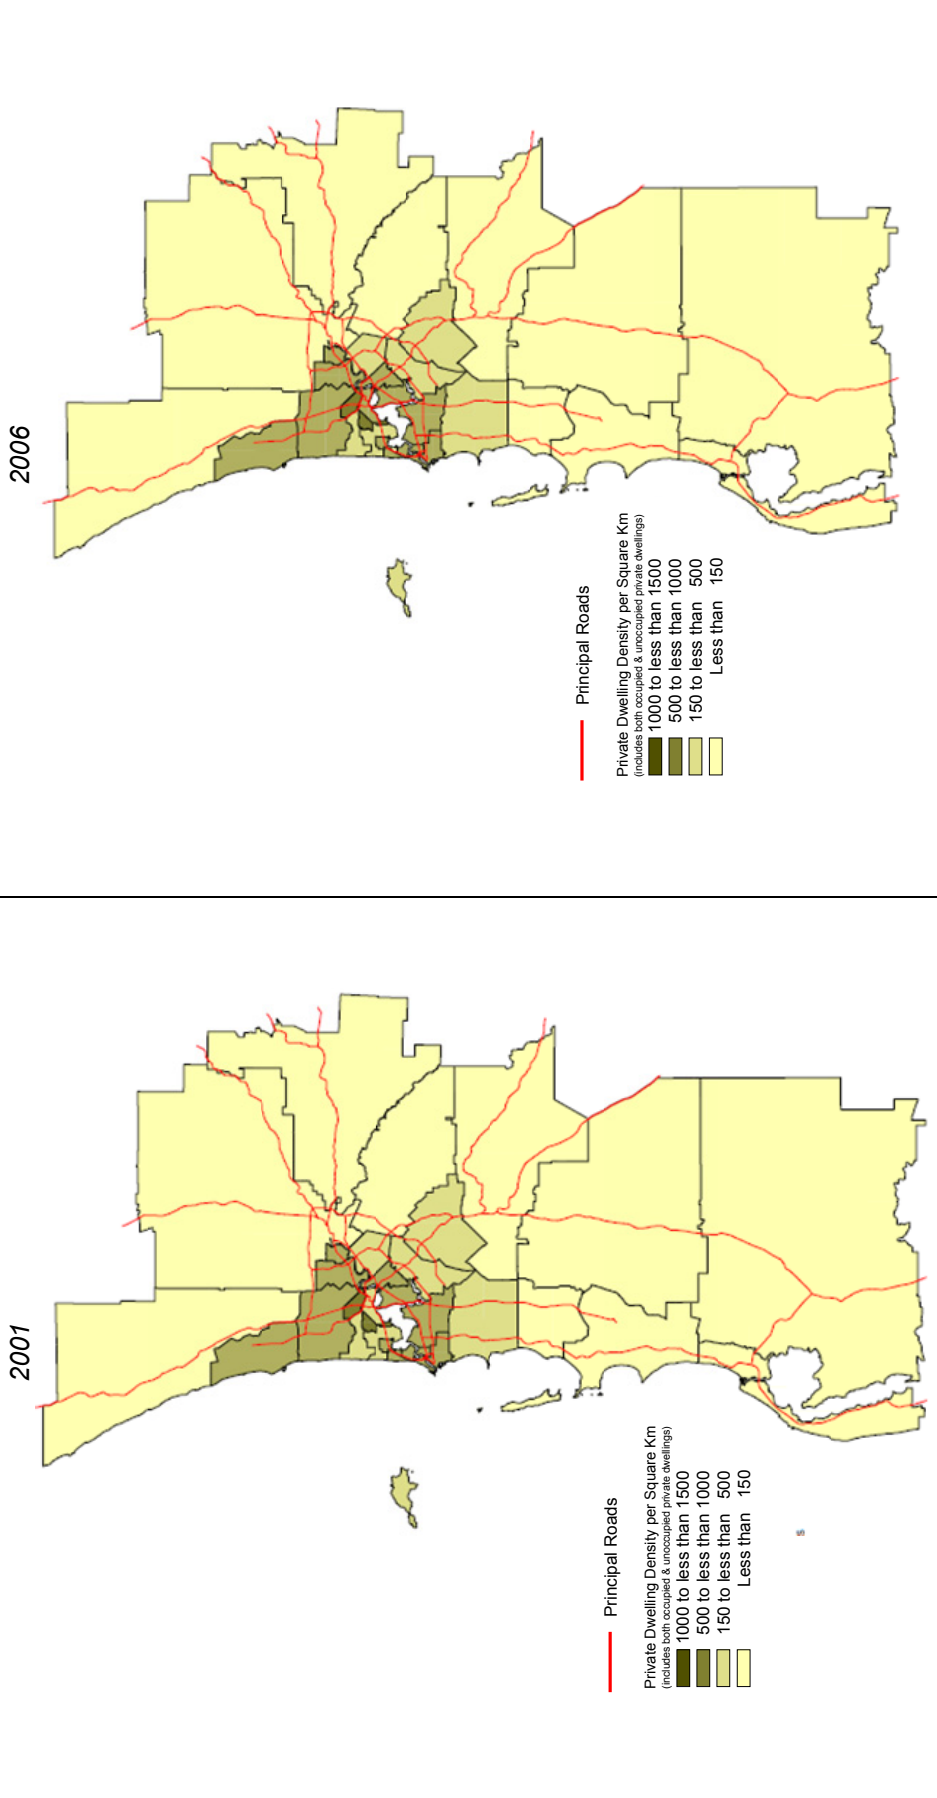 2001
Principal Roads
Private Dwelling Density per Square Km
(includes both occupied & unoccupied private dwellings)
1000 to less than 1500
500 to less than 1000
150 to less than 500
Less than 150
2006
Principal Roads
Private Dwelling Density per Square Km
(includes both occupied & unoccupied private dwellings)
1000 to less than 1500
500 to less than 1000
150 to less than 500
Less than 150